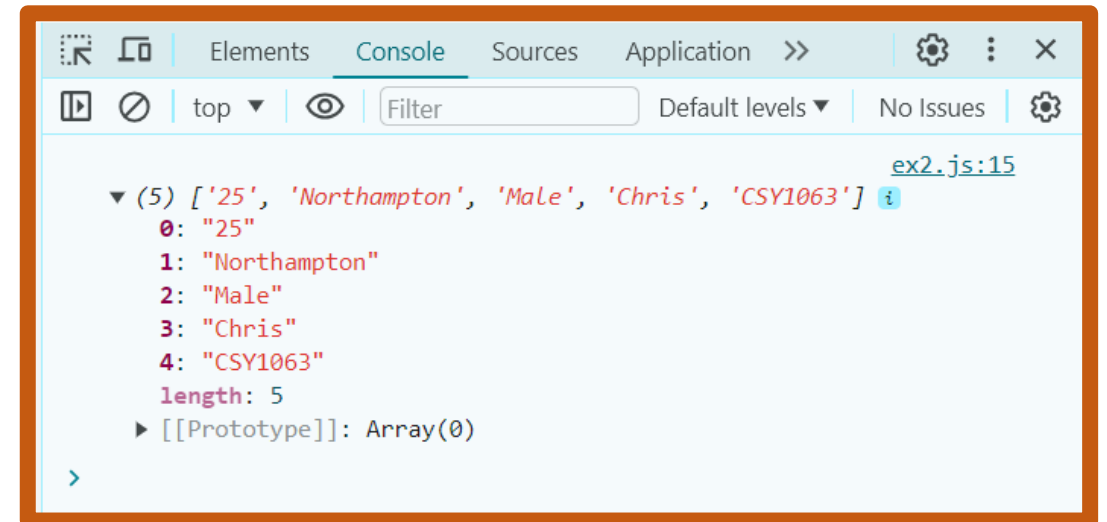 Elements Console Sources Application >>
top ▼ Filter Default levels ▼ No Issues
ex2.js:15
▼ (5) ['25', 'Northampton', 'Male', 'Chris', 'CSY1063'] i
0: "25"
1: "Northampton"
2: "Male"
3: "Chris"
4: "CSY1063"
length: 5
▶ [[Prototype]]: Array(0)
>